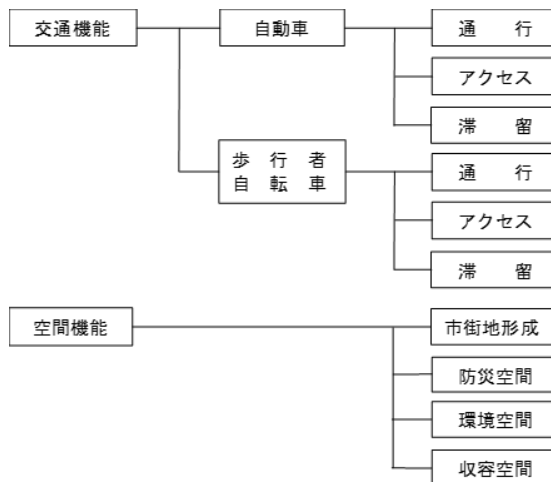 交通機能
自動車
通　行
アクセス
滞　留
歩　行　者
自　転　車
通　行
アクセス
滞　留
空間機能
市街地形成
防災空間
環境空間
収容空間